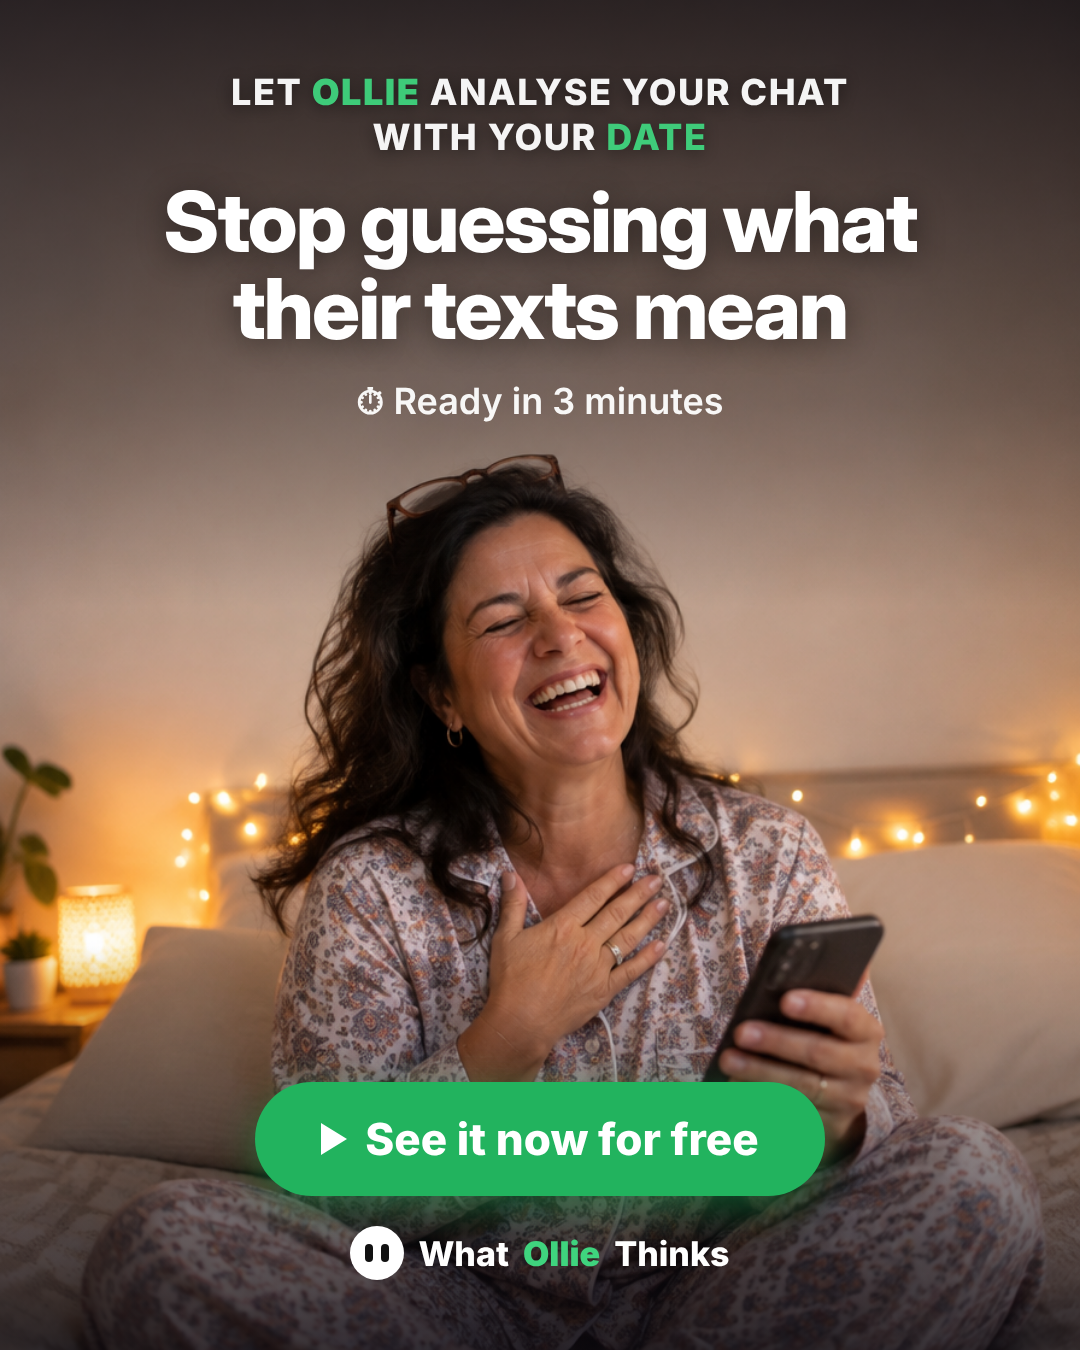 LET OLLIE ANALYSE YOUR CHAT
WITH YOUR DATE
Stop guessing what
their texts mean
⏱ Ready in 3 minutes
▶ See it now for free
What Ollie Thinks